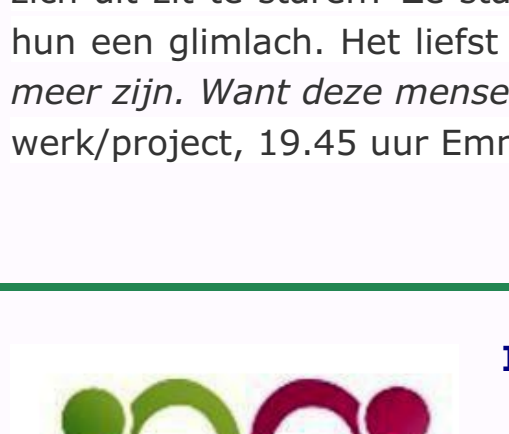 hun een glimlach. Het liefst
meer zijn. Want deze mense
werk/project, 19.45 uur Emr